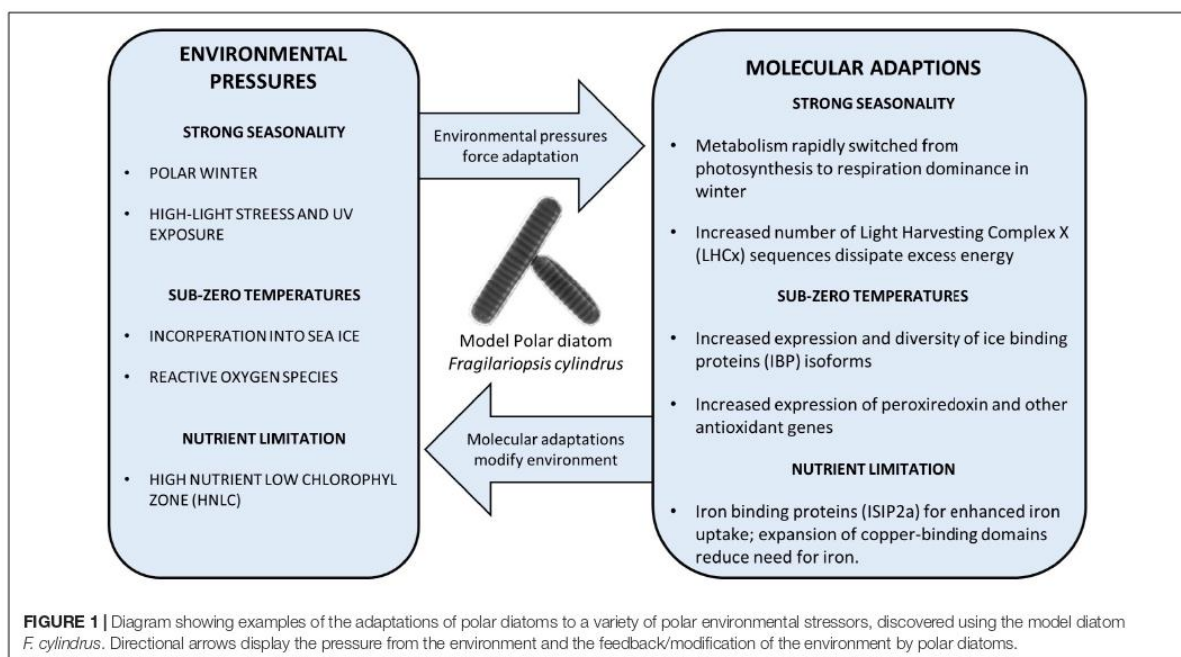 ENVIRONMENTAL
PRESSURES
STRONG SEASONALITY
• POLAR WINTER
• HIGH-LIGHT STREESS AND UV
EXPOSURE
SUB-ZERO TEMPERATURES
• INCORPERATION INTO SEA ICE
• REACTIVE OXYGEN SPECIES
NUTRIENT LIMITATION
• HIGH NUTRIENT LOW CHLOROPHYL
ZONE (HNLC)
Environmental pressures
force adaptation
Model Polar diatom
Fragilariopsis cylindrus
Molecular adaptations
modify environment
MOLECULAR ADAPTIONS
STRONG SEASONALITY
• Metabolism rapidly switched from
photosynthesis to respiration dominance in
winter
• Increased number of Light Harvesting Complex X
(LHCx) sequences dissipate excess energy
SUB-ZERO TEMPERATURES
• Increased expression and diversity of ice binding
proteins (IBP) isoforms
• Increased expression of peroxiredoxin and other
antioxidant genes
NUTRIENT LIMITATION
• Iron binding proteins (ISIP2a) for enhanced iron
uptake; expansion of copper-binding domains
reduce need for iron.
FIGURE 1 | Diagram showing examples of the adaptations of polar diatoms to a variety of polar environmental stressors, discovered using the model diatom
F. cylindrus. Directional arrows display the pressure from the environment and the feedback/modification of the environment by polar diatoms.